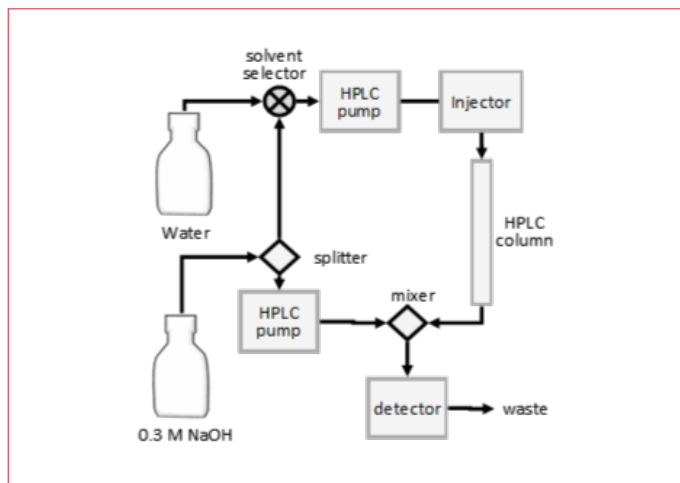 solvent
selector
HPLC
pump
Injector
Water
HPLC
column
splitter
mixer
HPLC
pump
detector
waste
0.3 M NaOH